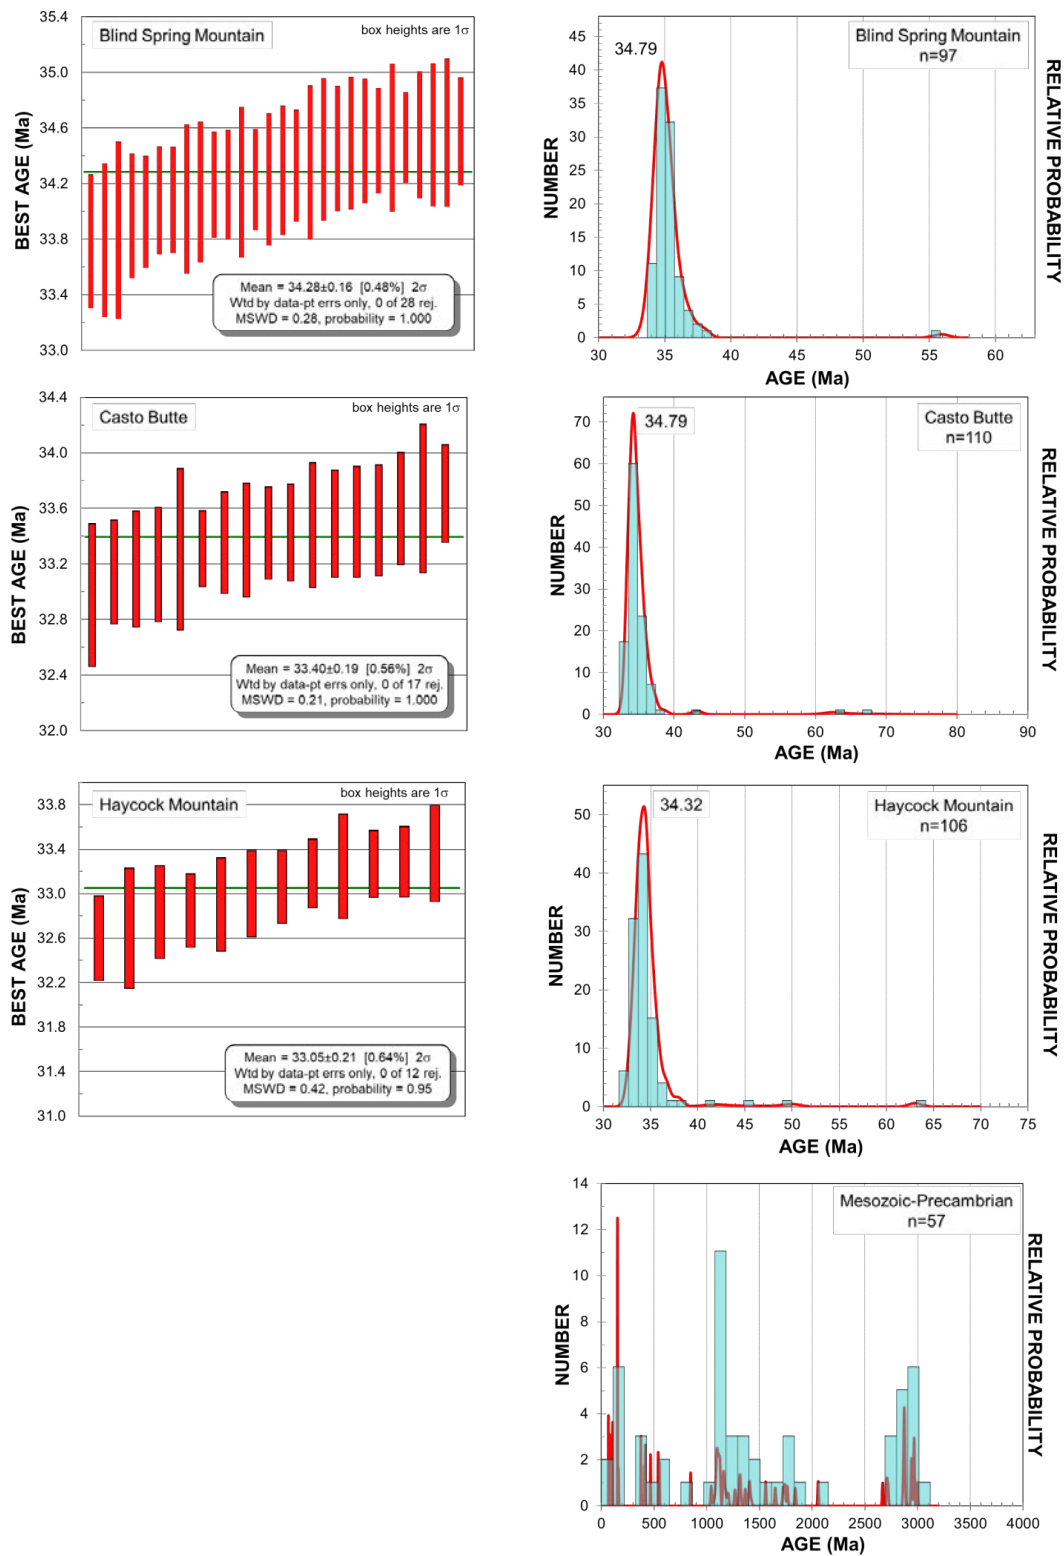 Blind Spring Mountain
box heights are 1σ
BEST AGE (Ma)
35.4
35.0
34.6
34.2
33.8
33.4
33.0
Mean = 34.28±0.16 [0.48%] 2σ
Wtd by data-pt errs only, 0 of 28 rej.
MSWD = 0.28, probability = 1.000
Blind Spring Mountain
n=97
34.79
NUMBER
RELATIVE PROBABILITY
45
40
35
30
25
20
15
10
5
0
30 35 40 45 50 55 60
AGE (Ma)
Casto Butte
box heights are 1σ
BEST AGE (Ma)
34.4
34.0
33.6
33.2
32.8
32.4
32.0
Mean = 33.40±0.19 [0.56%] 2σ
Wtd by data-pt errs only, 0 of 17 rej.
MSWD = 0.21, probability = 1.000
Casto Butte
n=110
34.79
NUMBER
RELATIVE PROBABILITY
70
60
50
40
30
20
10
0
30 40 50 60 70 80 90
AGE (Ma)
Haycock Mountain
box heights are 1σ
BEST AGE (Ma)
33.8
33.4
33.0
32.6
32.2
31.8
31.4
31.0
Mean = 33.05±0.21 [0.64%] 2σ
Wtd by data-pt errs only, 0 of 12 rej.
MSWD = 0.42, probability = 0.95
Haycock Mountain
n=106
34.32
NUMBER
RELATIVE PROBABILITY
50
40
30
20
10
0
30 35 40 45 50 55 60 65 70 75
AGE (Ma)
Mesozoic-Precambrian
n=57
NUMBER
RELATIVE PROBABILITY
14
12
10
8
6
4
2
0
0 500 1000 1500 2000 2500 3000 3500 4000
AGE (Ma)